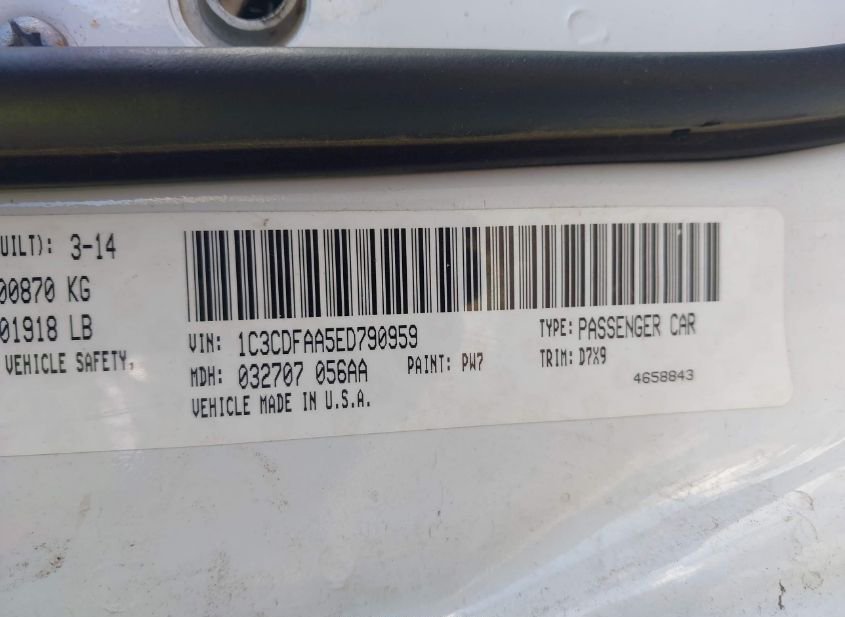 UILT): 3-14
00870 KG
01918 LB
VEHICLE SAFETY,
VIN: 1C3CDFAA5ED790959
TYPE: PASSENGER CAR
MDH: 032707 056AA PAINT: PW7 TRIM: D7X9
VEHICLE MADE IN U.S.A.
4658843